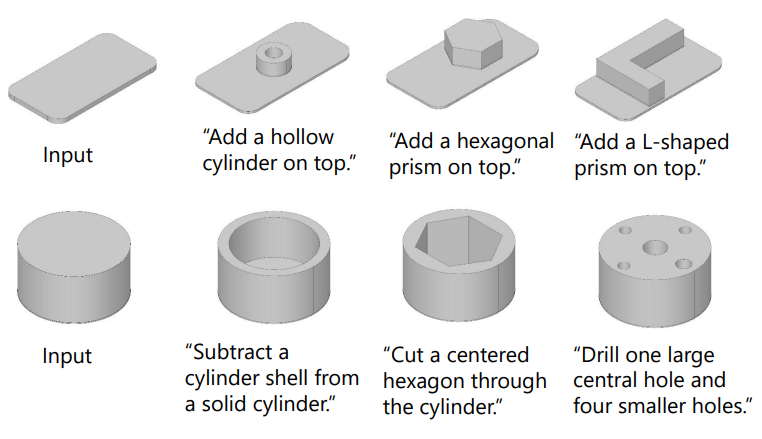 Input
“Add a hollow
cylinder on top.”
“Add a hexagonal
prism on top.”
“Add a L-shaped
prism on top.”
Input
“Subtract a
cylinder shell from
a solid cylinder.”
“Cut a centered
hexagon through
the cylinder.”
“Drill one large
central hole and
four smaller holes.”